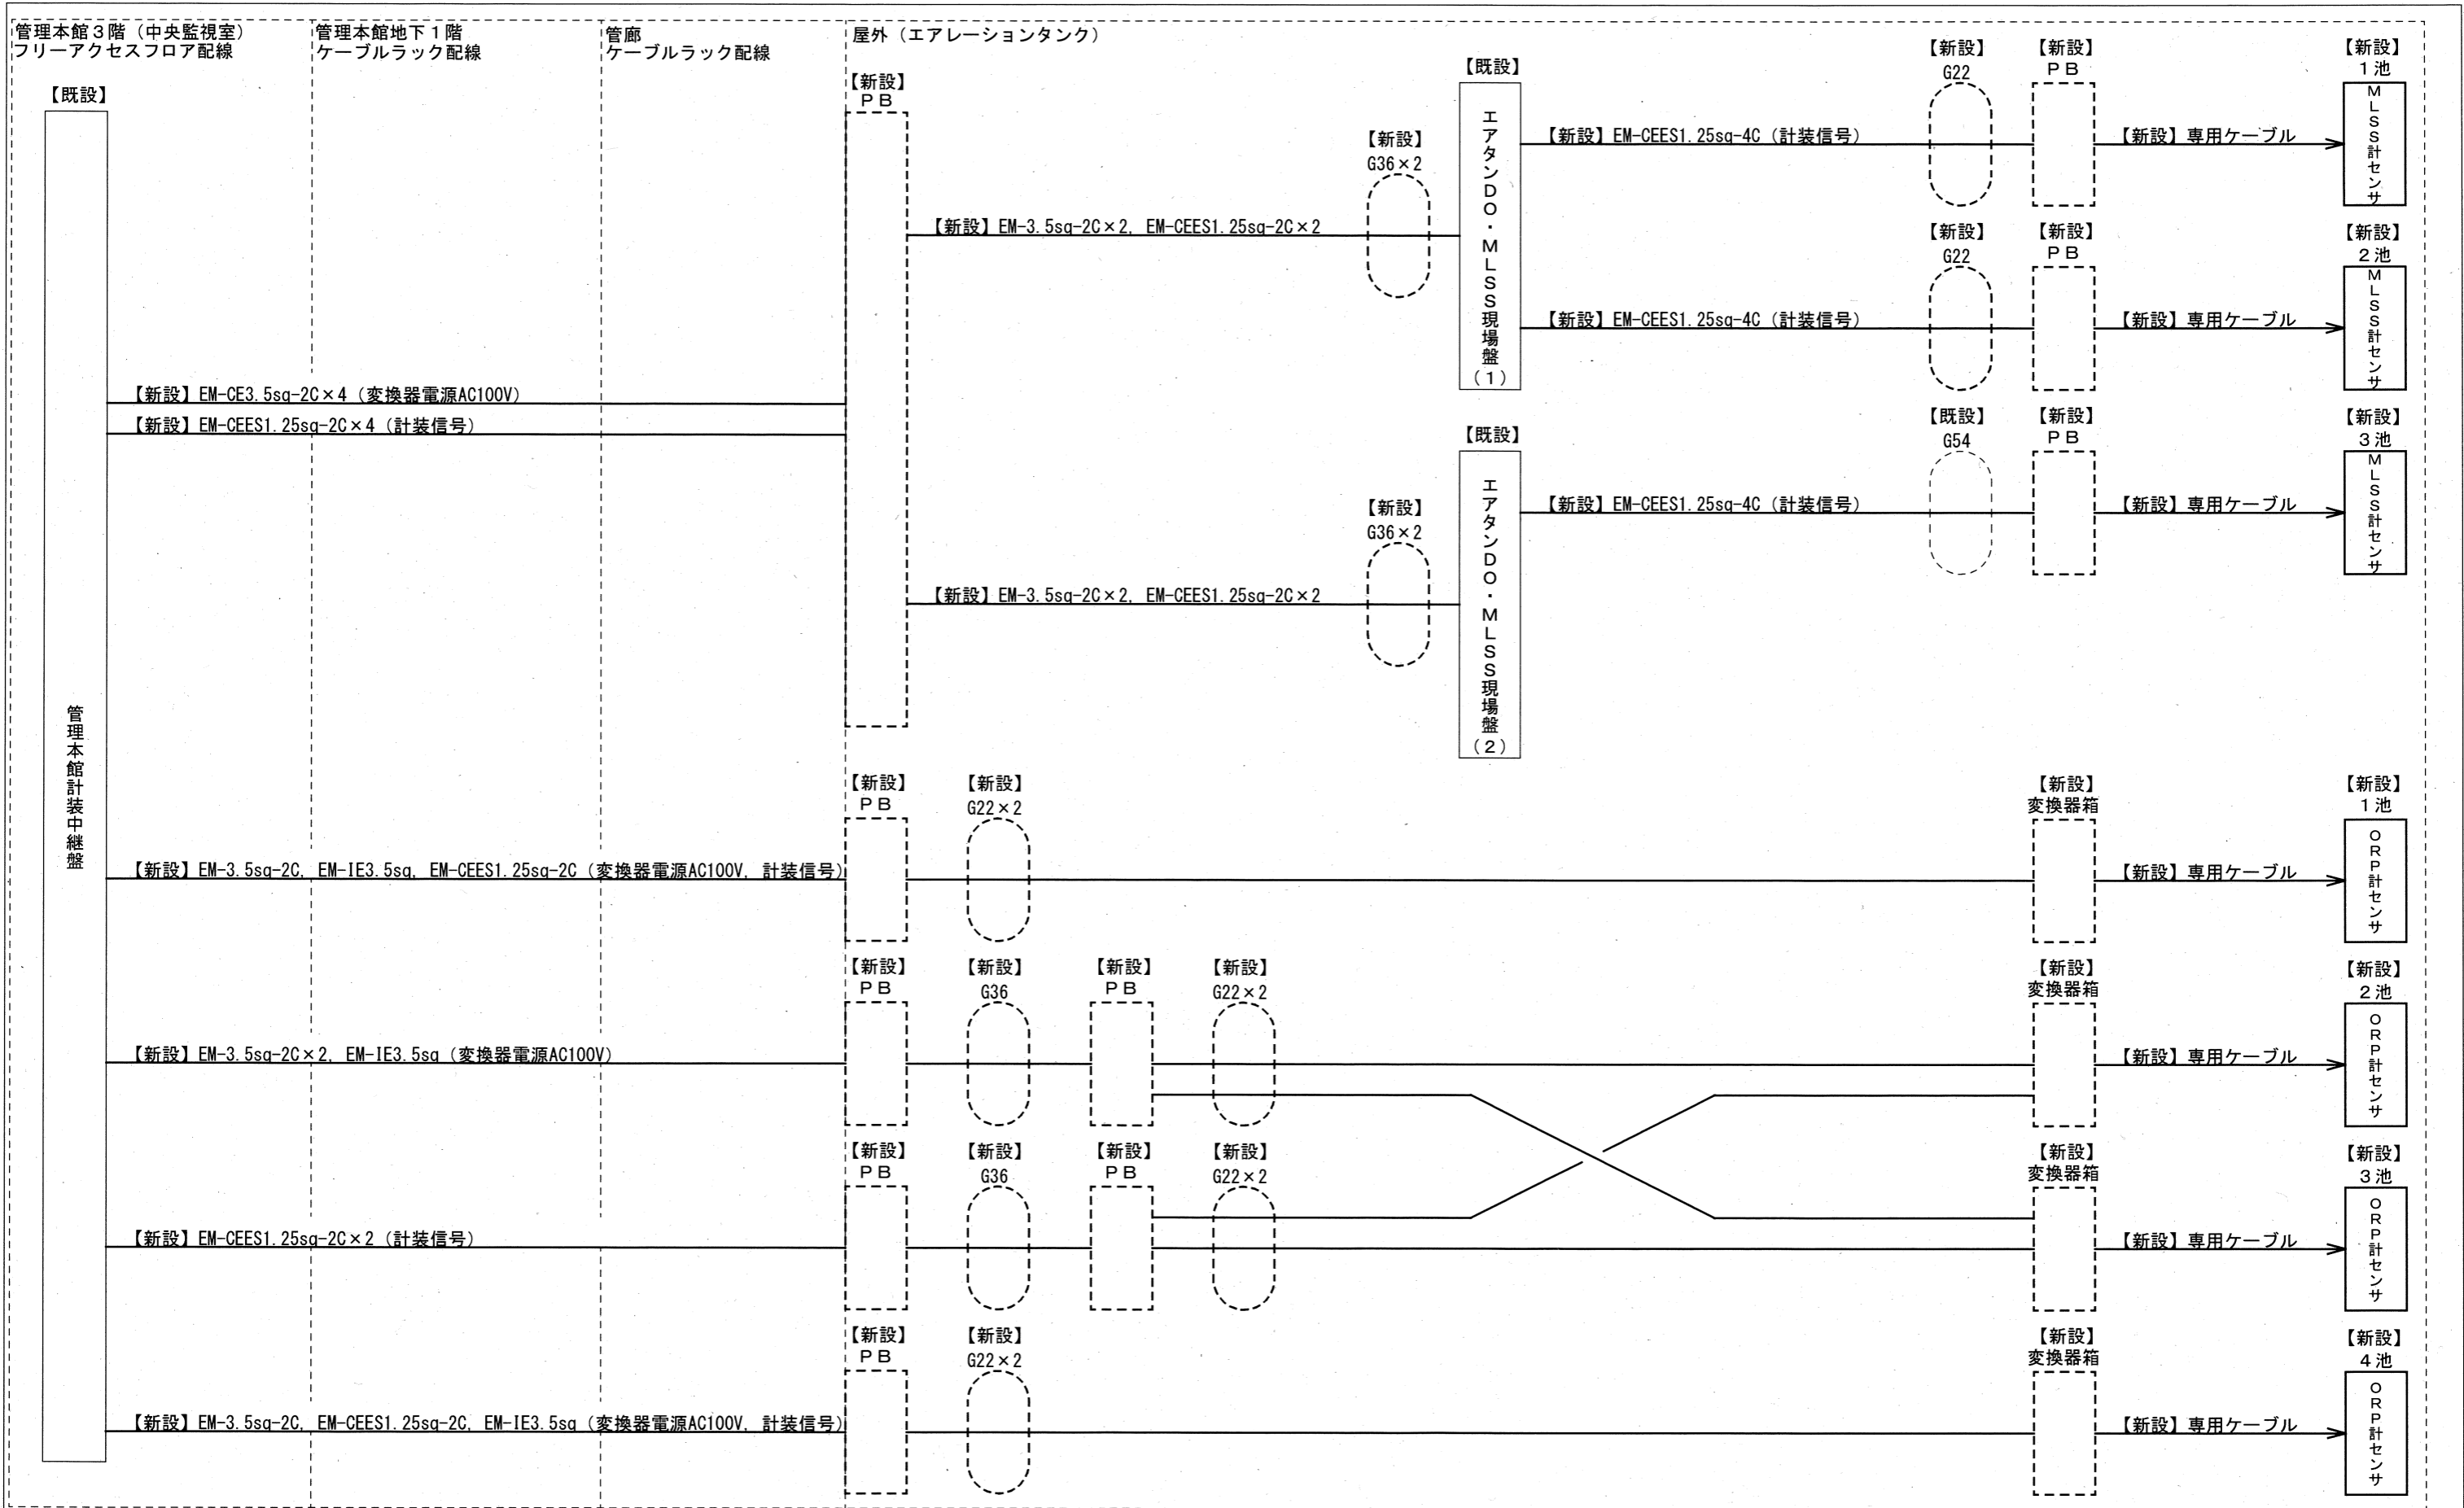 管理本館３階（中央監視室）
フリーアクセスフロア配線
管理本館地下１階
ケーブルラック配線
管廊
ケーブルラック配線
屋外（エアレーションタンク）
【既設】
管理本館計装中継盤
【新設】
ＰＢ
【新設】EM-CE3.5sq-2C×4（変換器電源AC100V）
【新設】EM-CEES1.25sq-2C×4（計装信号）
【新設】EM-3.5sq-2C×2, EM-CEES1.25sq-2C×2
【新設】
G36×2
【既設】
エアタンＤＯ・ＭＬＳＳ現場盤（１）
【新設】EM-CEES1.25sq-4C（計装信号）
【新設】
G22
【新設】
ＰＢ
【新設】専用ケーブル
【新設】
１池
ＭＬＳＳ計センサ
【新設】EM-CEES1.25sq-4C（計装信号）
【新設】
G22
【新設】
ＰＢ
【新設】専用ケーブル
【新設】
２池
ＭＬＳＳ計センサ
【新設】EM-3.5sq-2C×2, EM-CEES1.25sq-2C×2
【新設】
G36×2
【既設】
エアタンＤＯ・ＭＬＳＳ現場盤（２）
【新設】EM-CEES1.25sq-4C（計装信号）
【既設】
G54
【新設】
ＰＢ
【新設】専用ケーブル
【新設】
３池
ＭＬＳＳ計センサ
【新設】EM-3.5sq-2C, EM-IE3.5sq, EM-CEES1.25sq-2C（変換器電源AC100V, 計装信号）
【新設】
ＰＢ
【新設】
G22×2
【新設】
変換器箱
【新設】専用ケーブル
【新設】
１池
ＯＲＰ計センサ
【新設】EM-3.5sq-2C×2, EM-IE3.5sq（変換器電源AC100V）
【新設】
ＰＢ
【新設】
G36
【新設】
ＰＢ
【新設】
G22×2
【新設】
変換器箱
【新設】専用ケーブル
【新設】
２池
ＯＲＰ計センサ
【新設】EM-CEES1.25sq-2C×2（計装信号）
【新設】
ＰＢ
【新設】
G36
【新設】
ＰＢ
【新設】
G22×2
【新設】
変換器箱
【新設】専用ケーブル
【新設】
３池
ＯＲＰ計センサ
【新設】EM-3.5sq-2C, EM-CEES1.25sq-2C, EM-IE3.5sq（変換器電源AC100V, 計装信号）
【新設】
ＰＢ
【新設】
G22×2
【新設】
変換器箱
【新設】専用ケーブル
【新設】
４池
ＯＲＰ計センサ